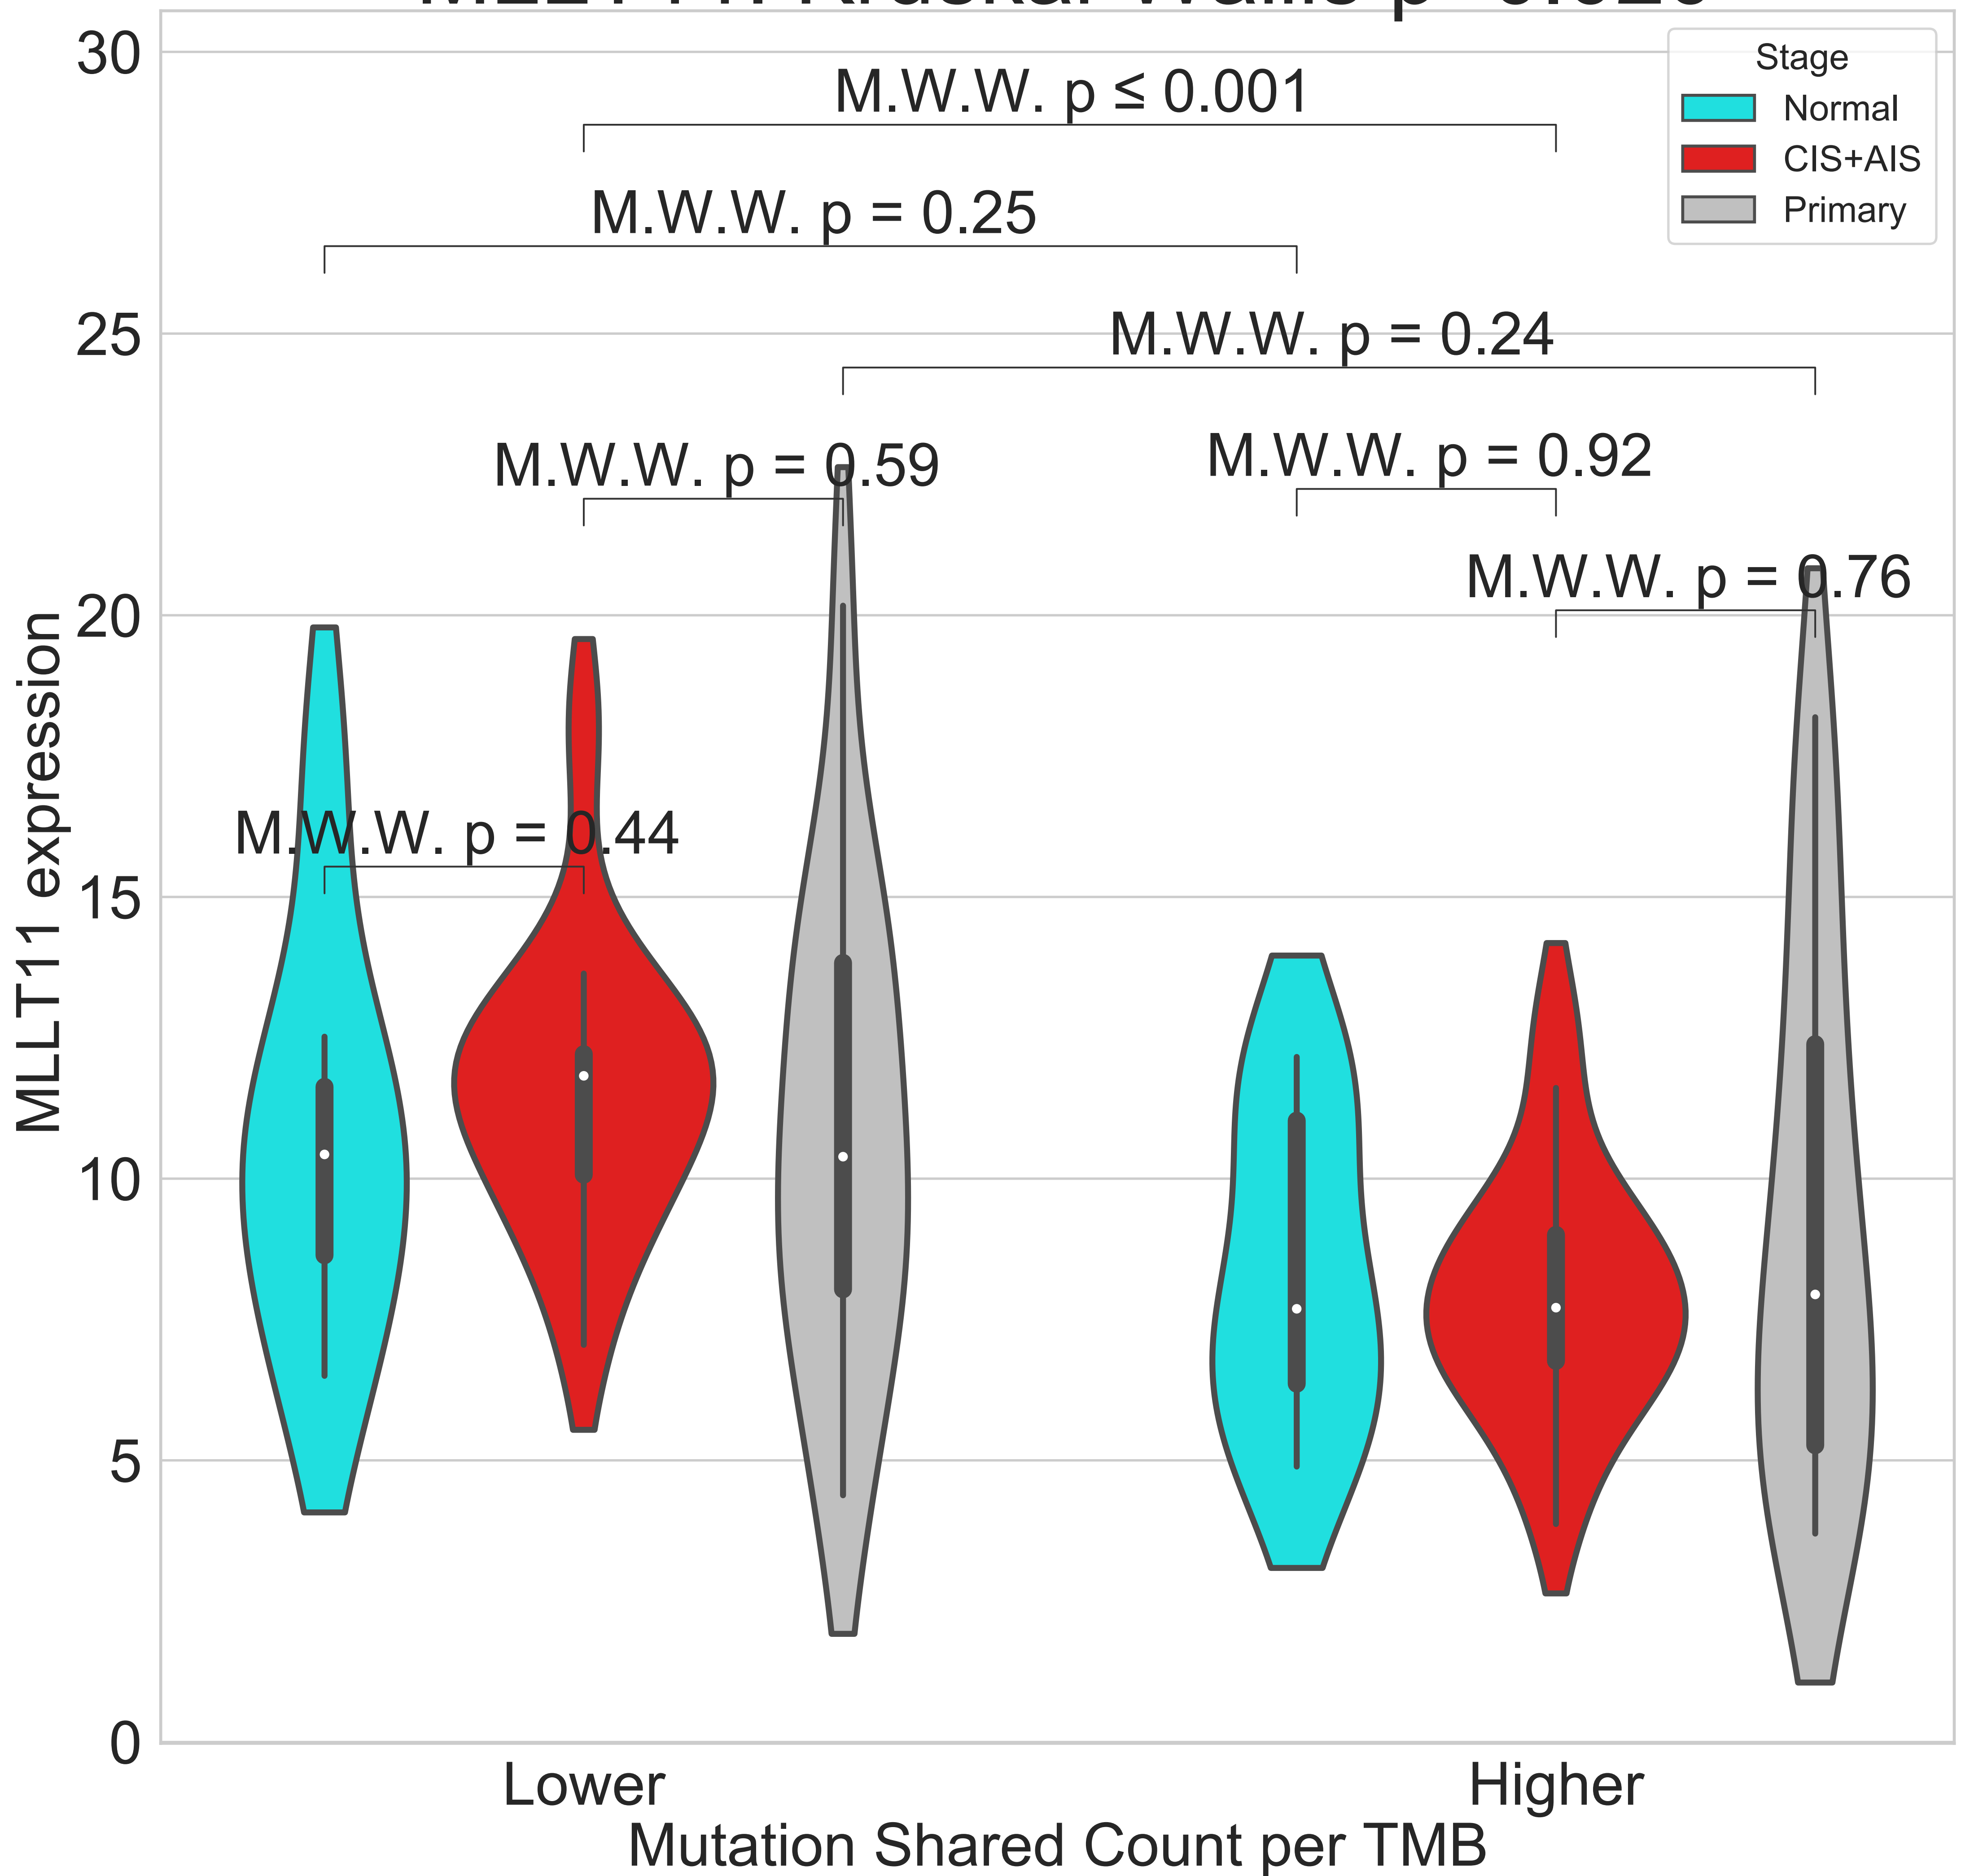 Stage
Normal
CIS+AIS
Primary
M.W.W. p ≤ 0.001
M.W.W. p = 0.25
M.W.W. p = 0.24
M.W.W. p = 0.59
M.W.W. p = 0.92
M.W.W. p = 0.76
M.W.W. p = 0.44
30
25
20
15
10
5
0
MLLT11 expression
Lower
Higher
Mutation Shared Count per TMB